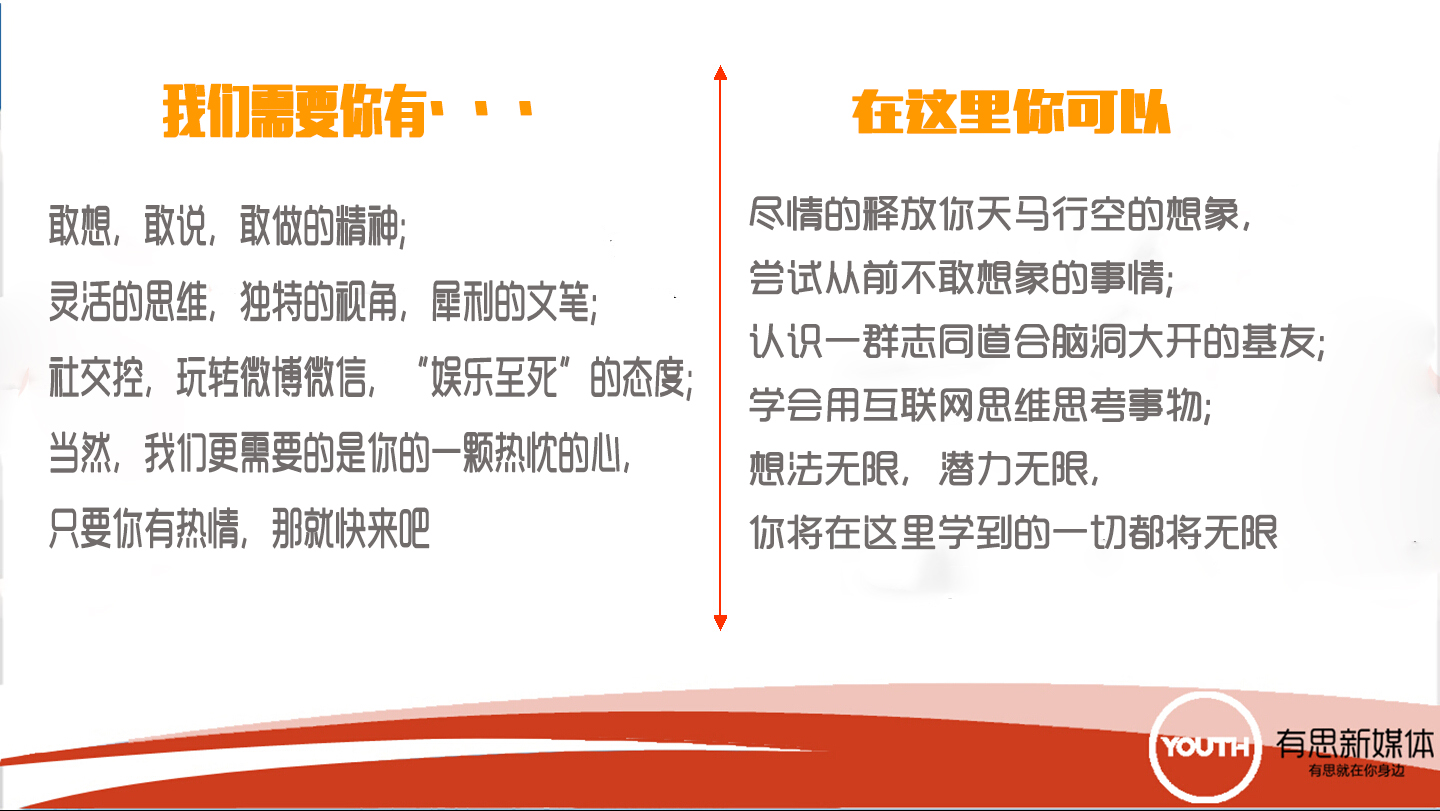 我们需要你有···
敢想，敢说，敢做的精神；
灵活的思维，独特的视角，犀利的文笔；
社交控，玩转微博微信，“娱乐至死”的态度；
当然，我们更需要的是你的一颗热忱的心，
只要你有热情，那就快来吧
在这里你可以
尽情的释放你天马行空的想象，
尝试从前不敢想象的事情；
认识一群志同道合脑洞大开的基友；
学会用互联网思维思考事物；
想法无限，潜力无限，
你将在这里学到的一切都将无限
YOUTH
有思新媒体
有思就在你身边